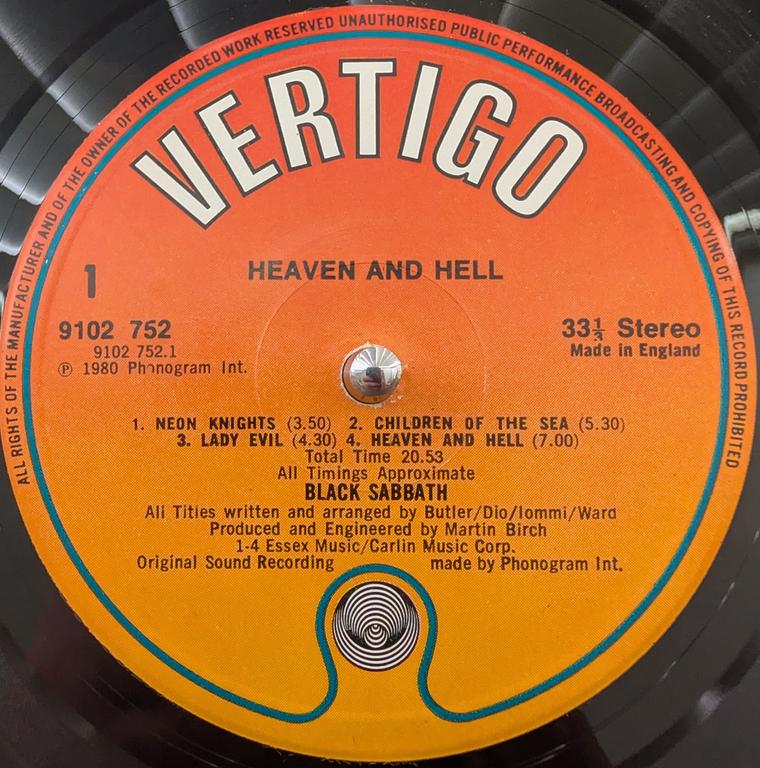 ALL RIGHTS OF THE MANUFACTURER AND OF THE OWNER OF THE RECORDED WORK RESERVED UNAUTHORISED PUBLIC PERFORMANCE BROADCASTING AND COPYING OF THIS RECORD PROHIBITED
VERTIGO
HEAVEN AND HELL
1
9102 752
33⅓ Stereo
9102 752.1
Made in England
℗ 1980 Phonogram Int.
1. NEON KNIGHTS (3.50) 2. CHILDREN OF THE SEA (5.30)
3. LADY EVIL (4.30) 4. HEAVEN AND HELL (7.00)
Total Time 20.53
All Timings Approximate
BLACK SABBATH
All Titles written and arranged by Butler/Dio/Iommi/Ward
Produced and Engineered by Martin Birch
1-4 Essex Music/Carlin Music Corp.
Original Sound Recording made by Phonogram Int.